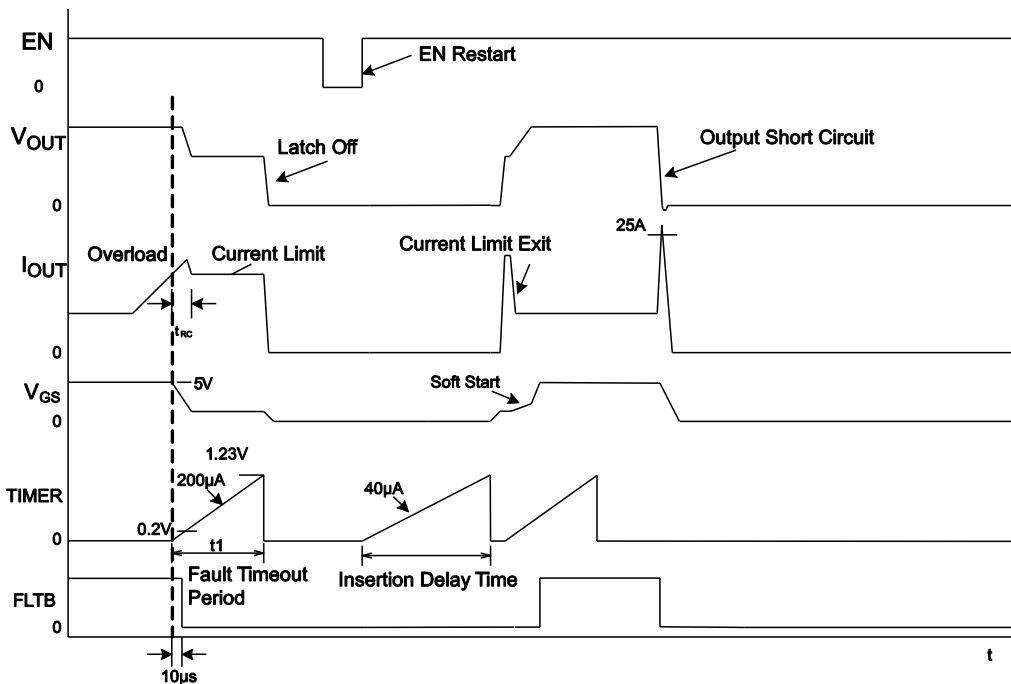 EN
EN Restart
0
VOUT
Output Short Circuit
Latch Off
0
25A
Overload
Current Limit
Current Limit Exit
IOUT
tRC
0
VGS
5V
Soft Start
0
1.23V
200µA
40µA
TIMER
0.2V
0
t1
Fault Timeout
Period
Insertion Delay Time
FLTB
0
t
10µs